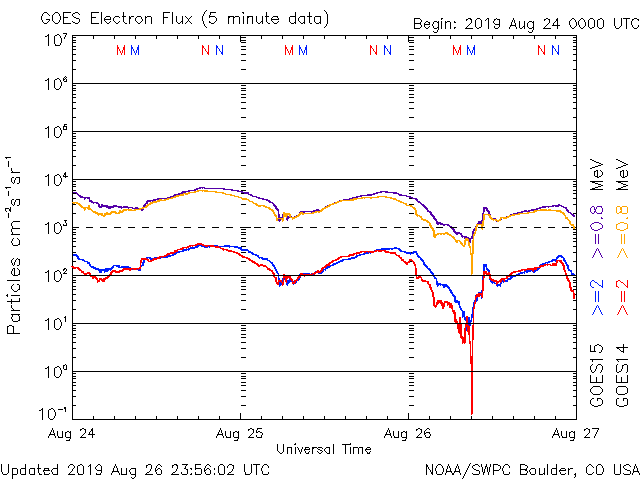 GOES Electron Flux (5 minute data)
Begin: 2019 Aug 24 0000 UTC
M M N N M M N N M M N N
10⁷
10⁶
10⁵
10⁴
10³
10²
10¹
10⁰
10⁻¹
Particles cm⁻²s⁻¹sr⁻¹
Aug 24 Aug 25 Aug 26 Aug 27
Universal Time
GOES15 >=2 >=0.8 MeV
GOES14 >=2 >=0.8 MeV
Updated 2019 Aug 26 23:56:02 UTC
NOAA/SWPC Boulder, CO USA